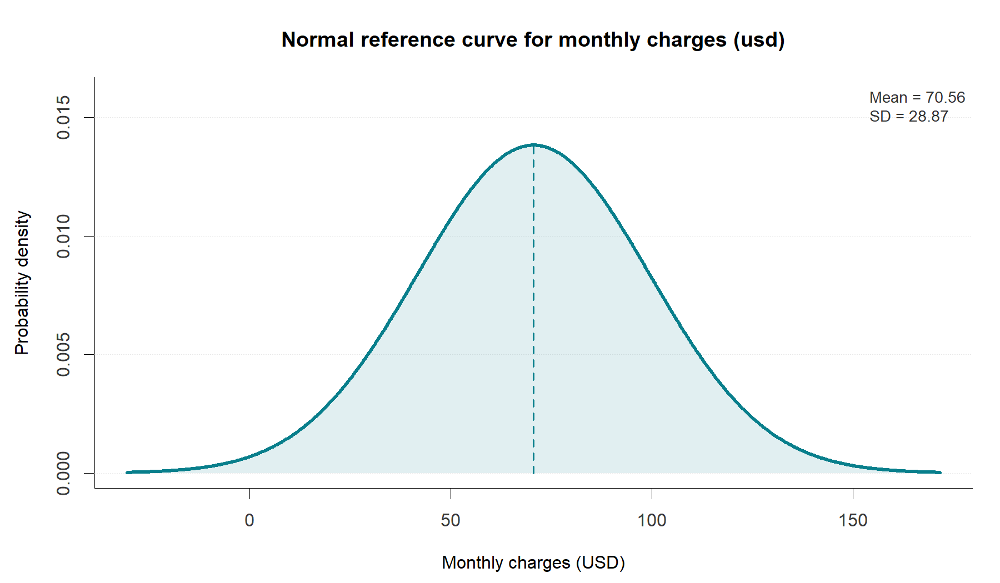 Normal reference curve for monthly charges (usd)
Mean = 70.56
SD = 28.87
Probability density
0.015
0.010
0.005
0.000
0 50 100 150
Monthly charges (USD)